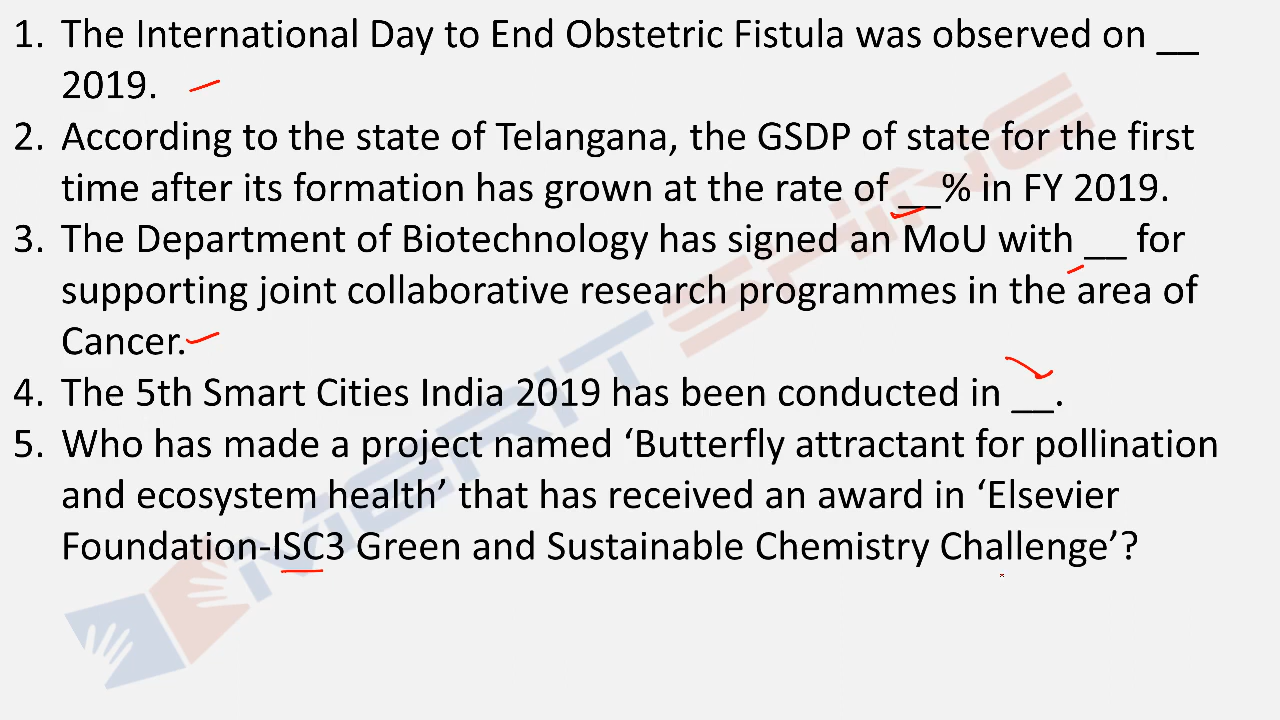 1. The International Day to End Obstetric Fistula was observed on __
2019.
2. According to the state of Telangana, the GSDP of state for the first
time after its formation has grown at the rate of __% in FY 2019.
3. The Department of Biotechnology has signed an MoU with __ for
supporting joint collaborative research programmes in the area of
Cancer.
4. The 5th Smart Cities India 2019 has been conducted in __.
5. Who has made a project named ‘Butterfly attractant for pollination
and ecosystem health’ that has received an award in ‘Elsevier
Foundation-ISC3 Green and Sustainable Chemistry Challenge’?
MERIT SHINE